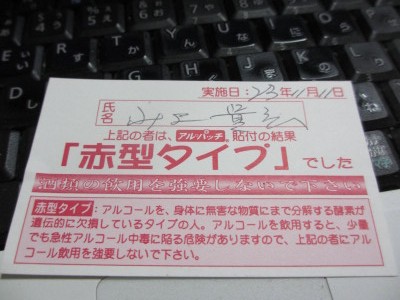 実施日:23年11月11日
氏名
上記の者は、アルパッチ貼付の結果
「赤型タイプ」でした
酒類の飲用を強要しないで下さい
赤型タイプ:アルコールを、身体に無害な物質にまで分解する酵素が
遺伝的に欠損しているタイプの人。アルコールを飲用すると、少量
でも急性アルコール中毒に陥る危険がありますので、上記の者にアル
コール飲用を強要しないで下さい。